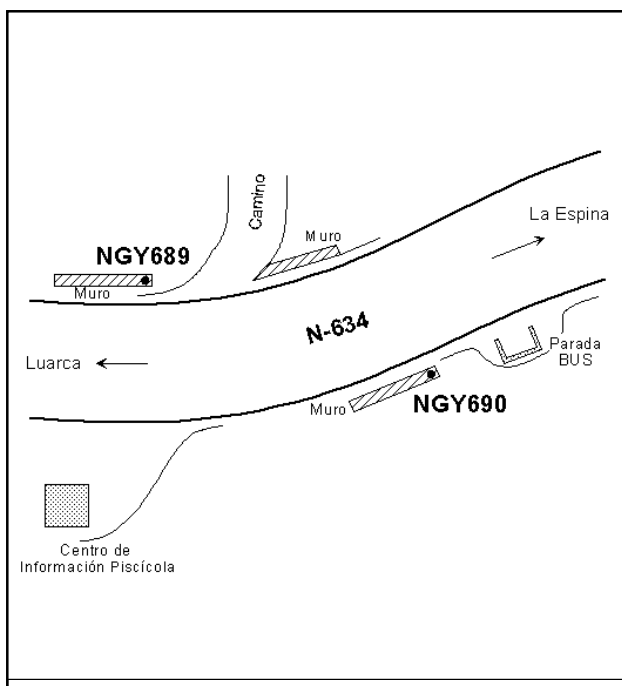 Camino
La Espina
Muro
NGY689
Muro
N-634
Luarca
Parada
BUS
Muro
NGY690
Centro de
Información Piscícola